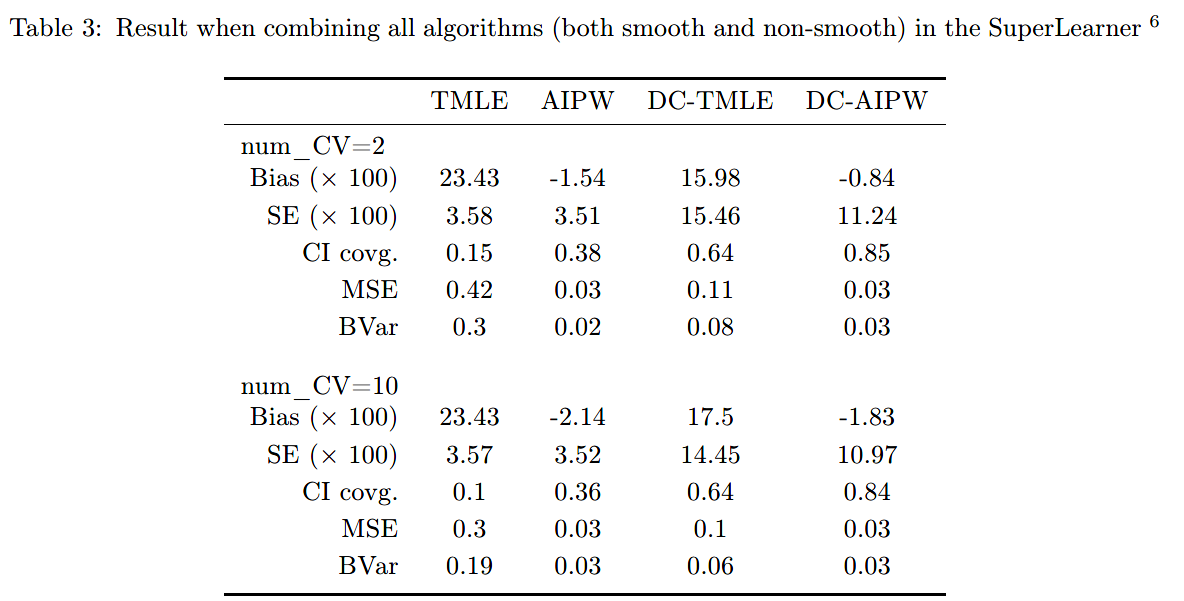 Table 3: Result when combining all algorithms (both smooth and non-smooth) in the SuperLearner 6
TMLE AIPW DC-TMLE DC-AIPW
num_CV=2
Bias (× 100) 23.43 -1.54 15.98 -0.84
SE (× 100) 3.58 3.51 15.46 11.24
CI covg. 0.15 0.38 0.64 0.85
MSE 0.42 0.03 0.11 0.03
BVar 0.3 0.02 0.08 0.03
num_CV=10
Bias (× 100) 23.43 -2.14 17.5 -1.83
SE (× 100) 3.57 3.52 14.45 10.97
CI covg. 0.1 0.36 0.64 0.84
MSE 0.3 0.03 0.1 0.03
BVar 0.19 0.03 0.06 0.03